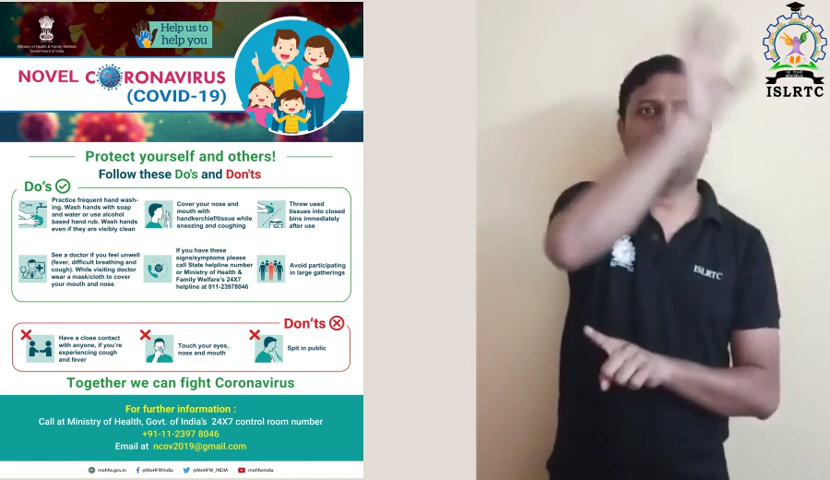 Ministry of Health & Family Welfare
Government of India
Help us to
help you
NOVEL CORONAVIRUS
(COVID-19)
Protect yourself and others!
Follow these Do's and Don'ts
Do's
Practice frequent hand wash-
ing. Wash hands with soap
and water or use alcohol
based hand rub. Wash hands
even if they are visibly clean
Cover your nose and
mouth with
handkerchief/tissue while
sneezing and coughing
Throw used
tissues into closed
bins immediately
after use
See a doctor if you feel unwell
(fever, difficult breathing and
cough). While visiting doctor
wear a mask/cloth to cover
your mouth and nose
If you have these
signs/symptoms please
call State helpline number
or Ministry of Health &
Family Welfare's 24X7
helpline at 011-23978046
Avoid participating
in large gatherings
Don'ts
Have a close contact
with anyone, if you're
experiencing cough
and fever
Touch your eyes,
nose and mouth
Spit in public
Together we can fight Coronavirus
For further information :
Call at Ministry of Health, Govt. of India's 24X7 control room number
+91-11-2397 8046
Email at ncov2019@gmail.com
mohfw.gov.in
@MoHFWIndia
@MoHFW_INDIA
mohfwindia
ISLRTC
ISLRTC